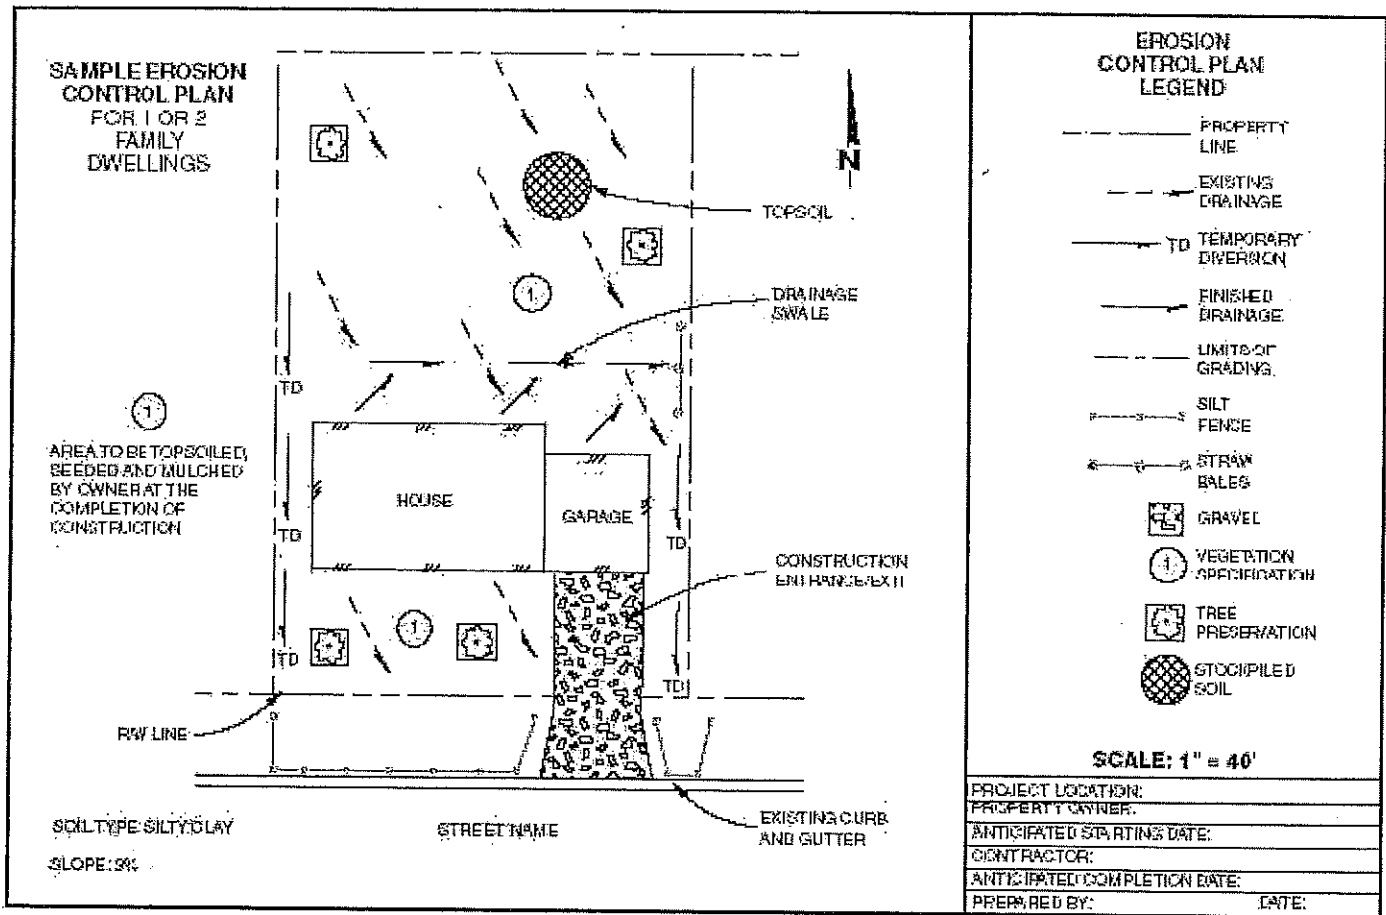 SAMPLE EROSION
CONTROL PLAN
FOR 1 OR 2
FAMILY
DWELLINGS
N
TOPSOIL
1
DRAINAGE
SWALE
TD
TD
1
AREA TO BE TOPSOILED,
SEEDED AND MULCHED
BY OWNER AT THE
COMPLETION OF
CONSTRUCTION
HOUSE
GARAGE
TD
TD
CONSTRUCTION
ENTRANCE/EXIT
1
TD
TD
R/W LINE
EXISTING CURB
AND GUTTER
SOIL TYPE: SILTY CLAY
STREET NAME
SLOPE:
EROSION
CONTROL PLAN
LEGEND
PROPERTY
LINE
EXISTING
DRAINAGE
TD TEMPORARY
DIVERSION
FINISHED
DRAINAGE
LIMITS OF
GRADING
SILT
FENCE
STRAW
BALES
GRAVEL
1 VEGETATION
SPECIFICATION
TREE
PRESERVATION
STOCKPILED
SOIL
SCALE: 1" = 40'
PROJECT LOCATION:
PROPERTY OWNER:
ANTICIPATED STARTING DATE:
CONTRACTOR:
ANTICIPATED COMPLETION DATE:
PREPARED BY: DATE: